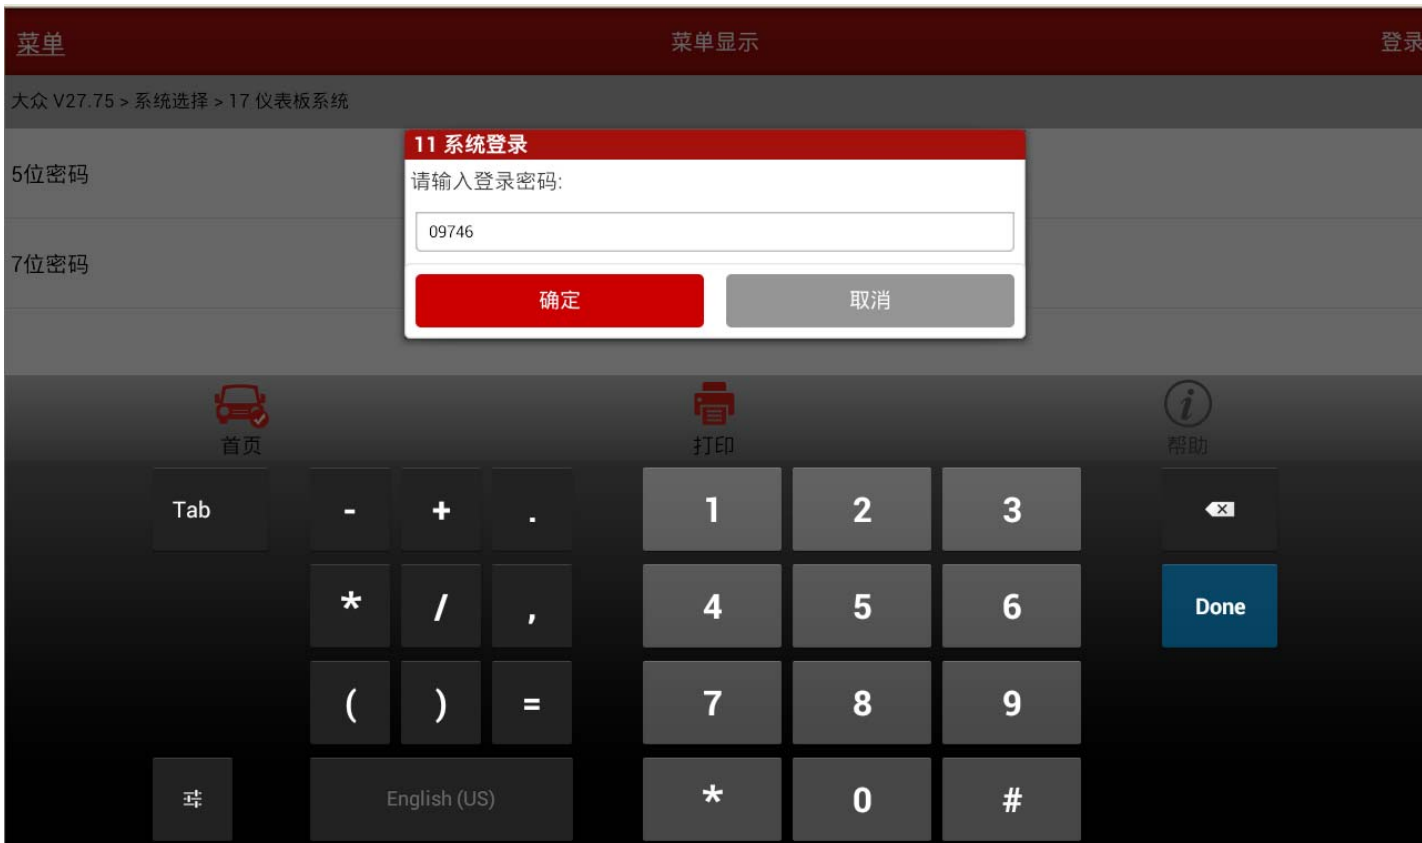 菜单 菜单显示 登录
大众 V27.75 > 系统选择 > 17 仪表板系统
11 系统登录
5位密码
请输入登录密码:
09746
7位密码
确定 取消
首页 打印 帮助
Tab - + . 1 2 3
* / , 4 5 6 Done
( ) = 7 8 9
English (US) * 0 #